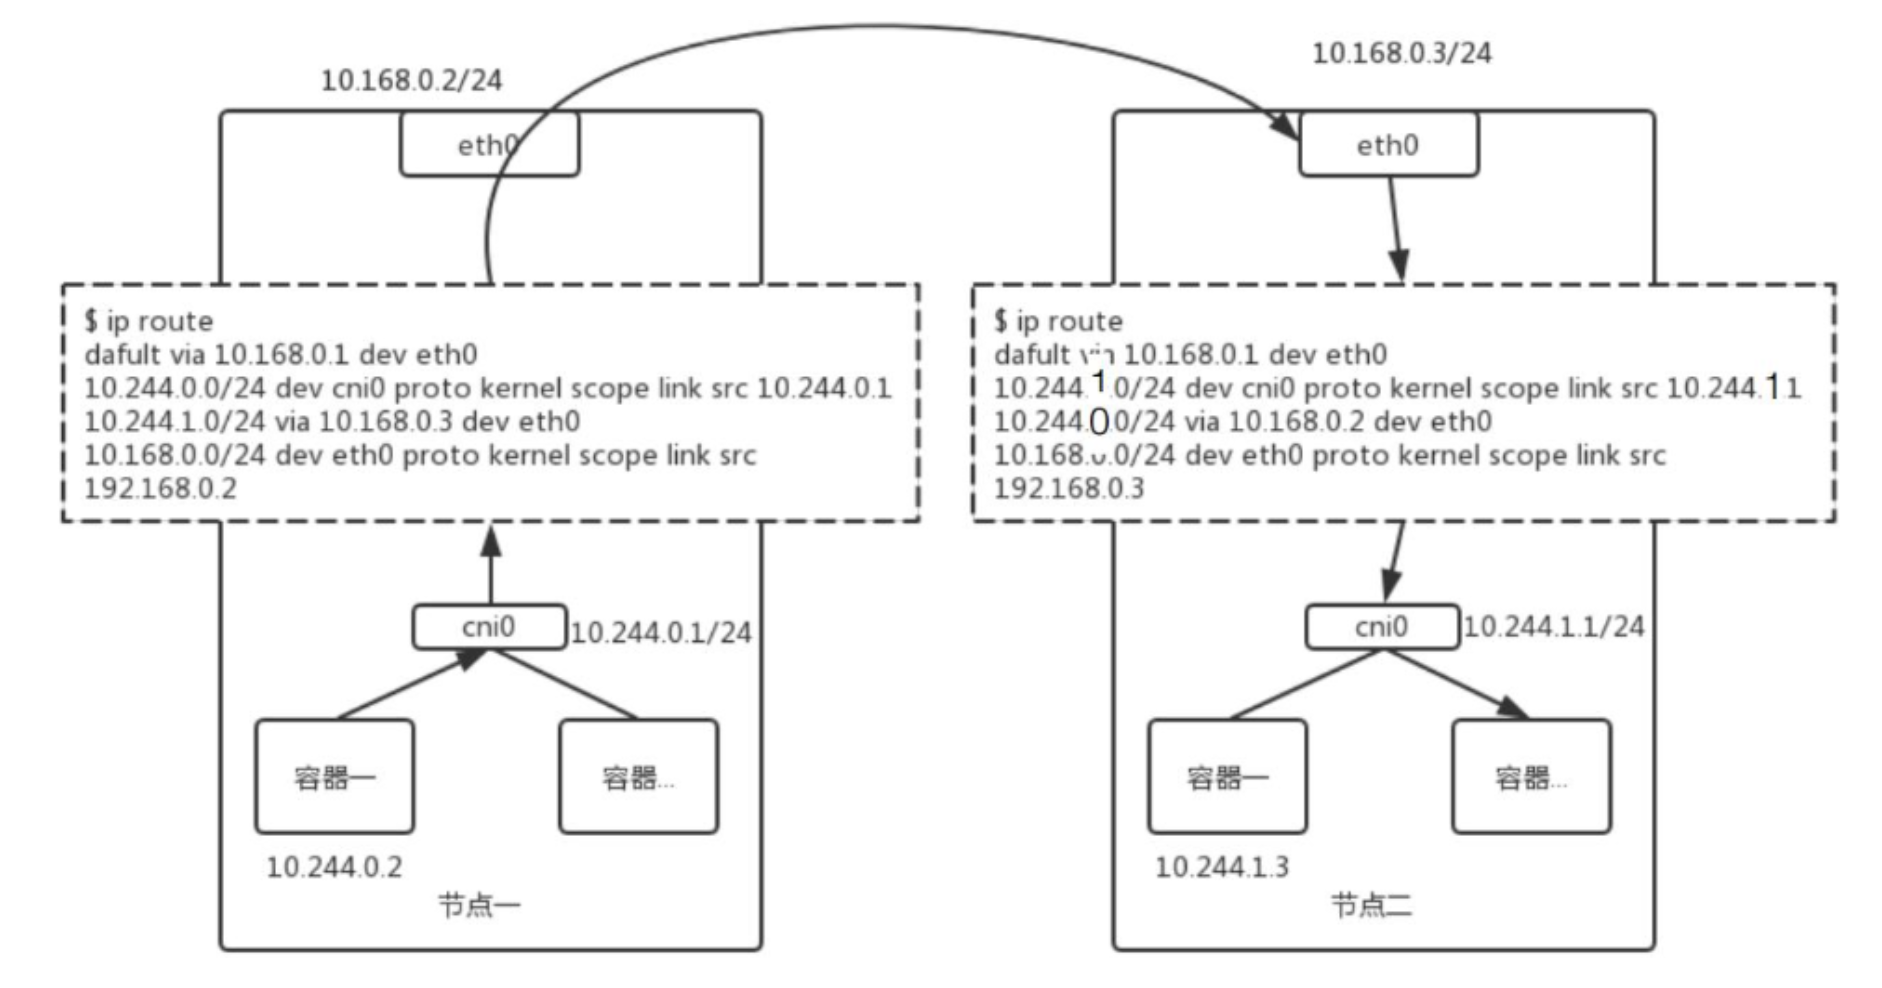 10.168.0.2/24
eth0
$ ip route
dafult via 10.168.0.1 dev eth0
10.244.0.0/24 dev cni0 proto kernel scope link src 10.244.0.1
10.244.1.0/24 via 10.168.0.3 dev eth0
10.168.0.0/24 dev eth0 proto kernel scope link src
192.168.0.2
cni0
10.244.0.1/24
容器一
容器...
10.244.0.2
节点一
10.168.0.3/24
eth0
$ ip route
dafult via 10.168.0.1 dev eth0
10.244.1.0/24 dev cni0 proto kernel scope link src 10.244.11
10.244.0.0/24 via 10.168.0.2 dev eth0
10.168.0.0/24 dev eth0 proto kernel scope link src
192.168.0.3
cni0
10.244.1.1/24
容器一
容器...
10.244.1.3
节点二